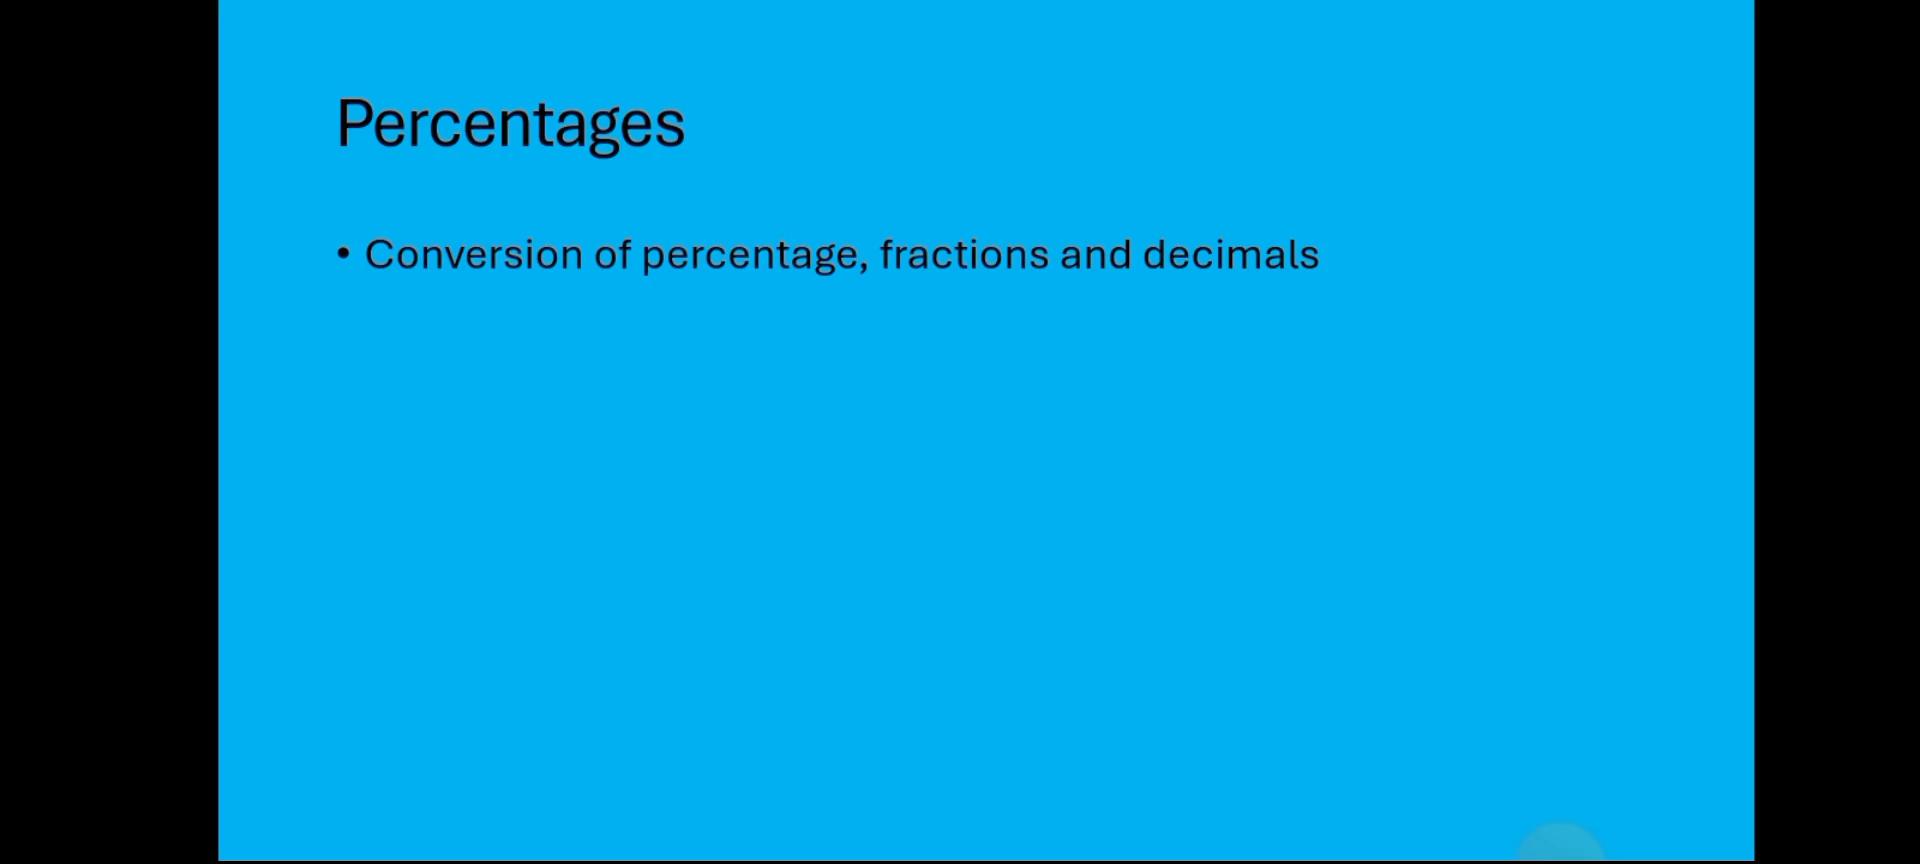 Percentages
• Conversion of percentage, fractions and decimals